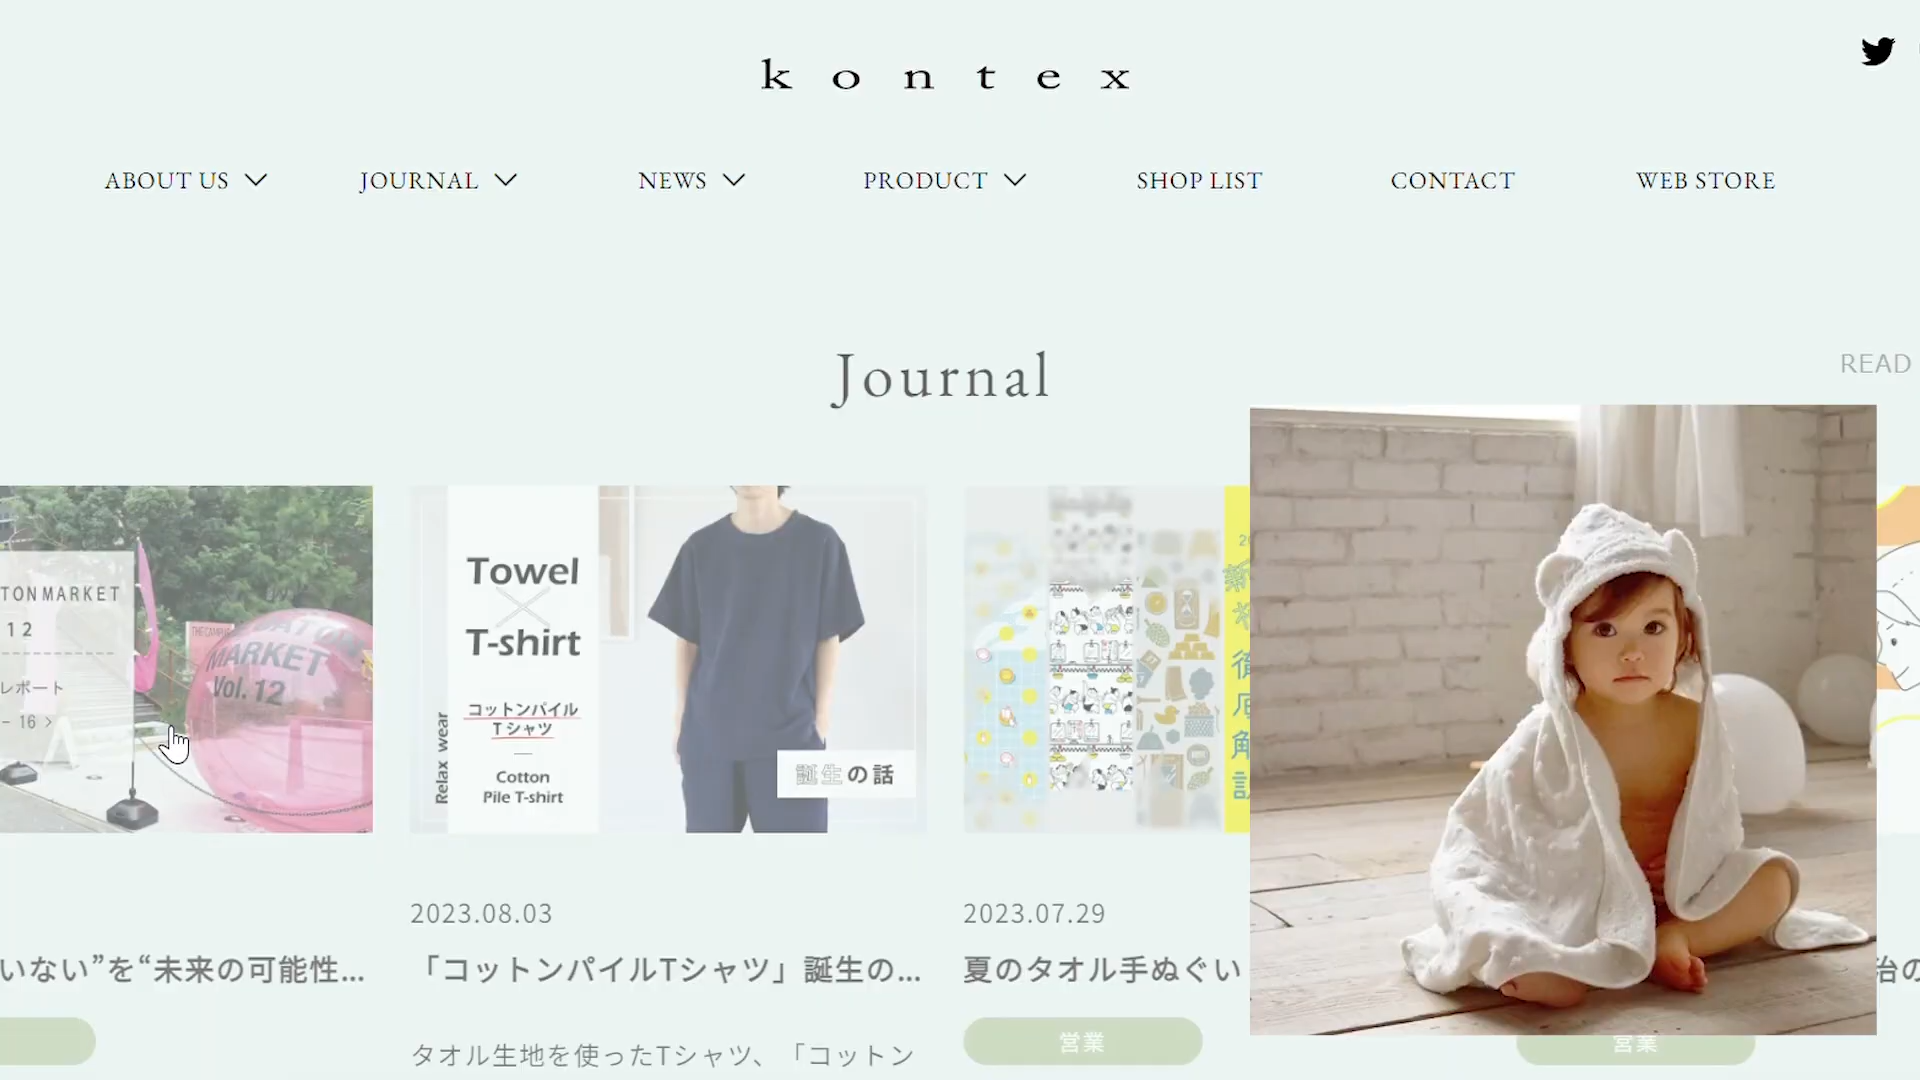 kontex
ABOUT US
JOURNAL
NEWS
PRODUCT
SHOP LIST
CONTACT
WEB STORE
Journal
READ
TON MARKET
12
レポート
- 16 >
MARKET
Vol. 12
Towel
T-shirt
コットンパイル
Tシャツ
Cotton
Pile T-shirt
Relax wear
誕生の話
2023.08.03
2023.07.29
いない”を“未来の可能性...
「コットンパイルTシャツ」誕生の...
夏のタオル手ぬぐい
タオル生地を使ったTシャツ、「コットン
営業
営業